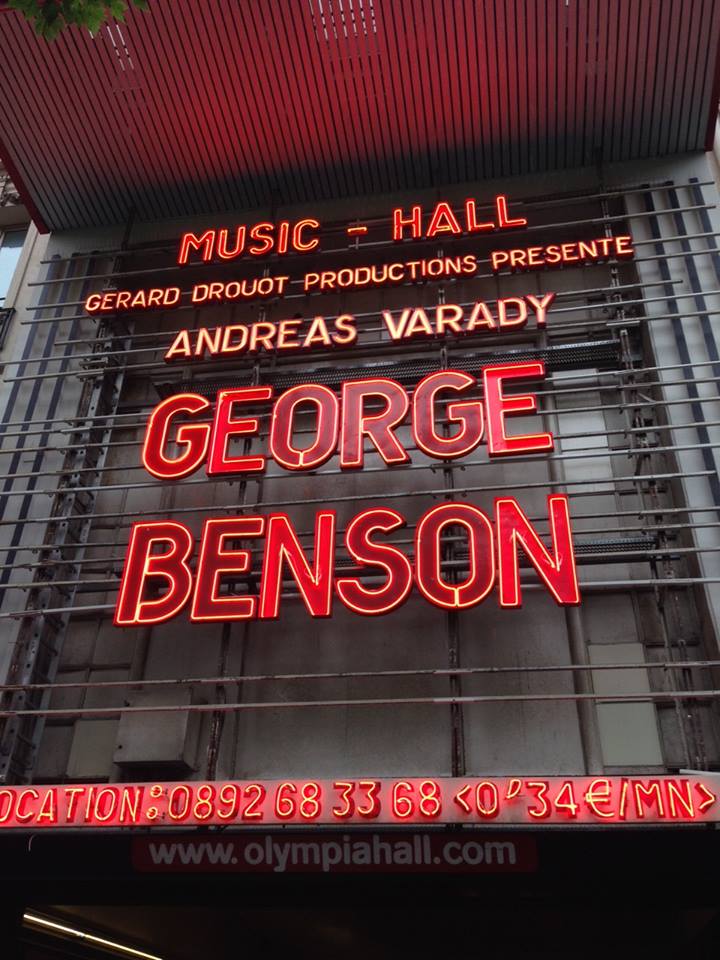 MUSIC - HALL
GERARD DROUOT PRODUCTIONS PRESENTE
ANDREAS VARADY
GEORGE
BENSON
OCATION: 0892 68 33 68 <0'34€/MN>
www.olympiahall.com